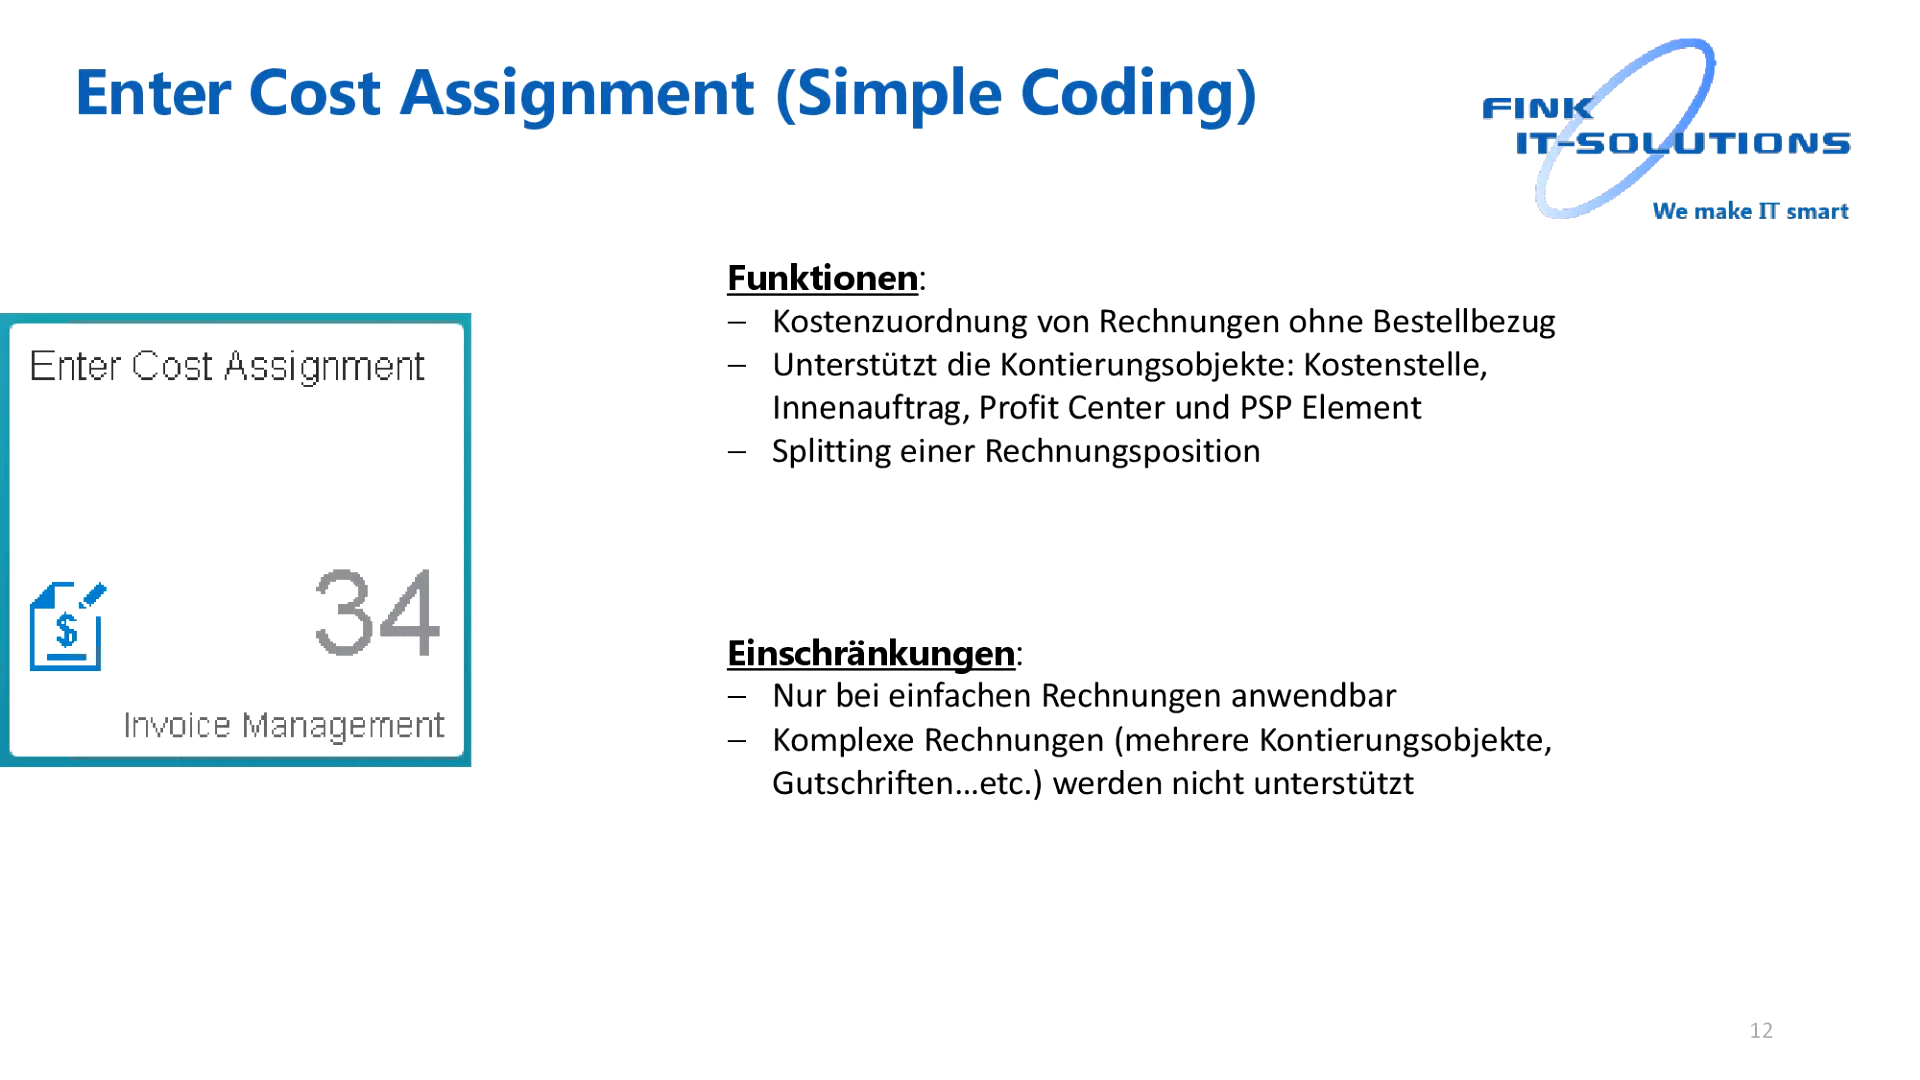 Enter Cost Assignment (Simple Coding)
FINK
IT-SOLUTIONS
We make IT smart
Enter Cost Assignment
$
34
Invoice Management
Funktionen:
– Kostenzuordnung von Rechnungen ohne Bestellbezug
– Unterstützt die Kontierungsobjekte: Kostenstelle,
Innenauftrag, Profit Center und PSP Element
– Splitting einer Rechnungsposition
Einschränkungen:
– Nur bei einfachen Rechnungen anwendbar
– Komplexe Rechnungen (mehrere Kontierungsobjekte,
Gutschriften…etc.) werden nicht unterstützt
12